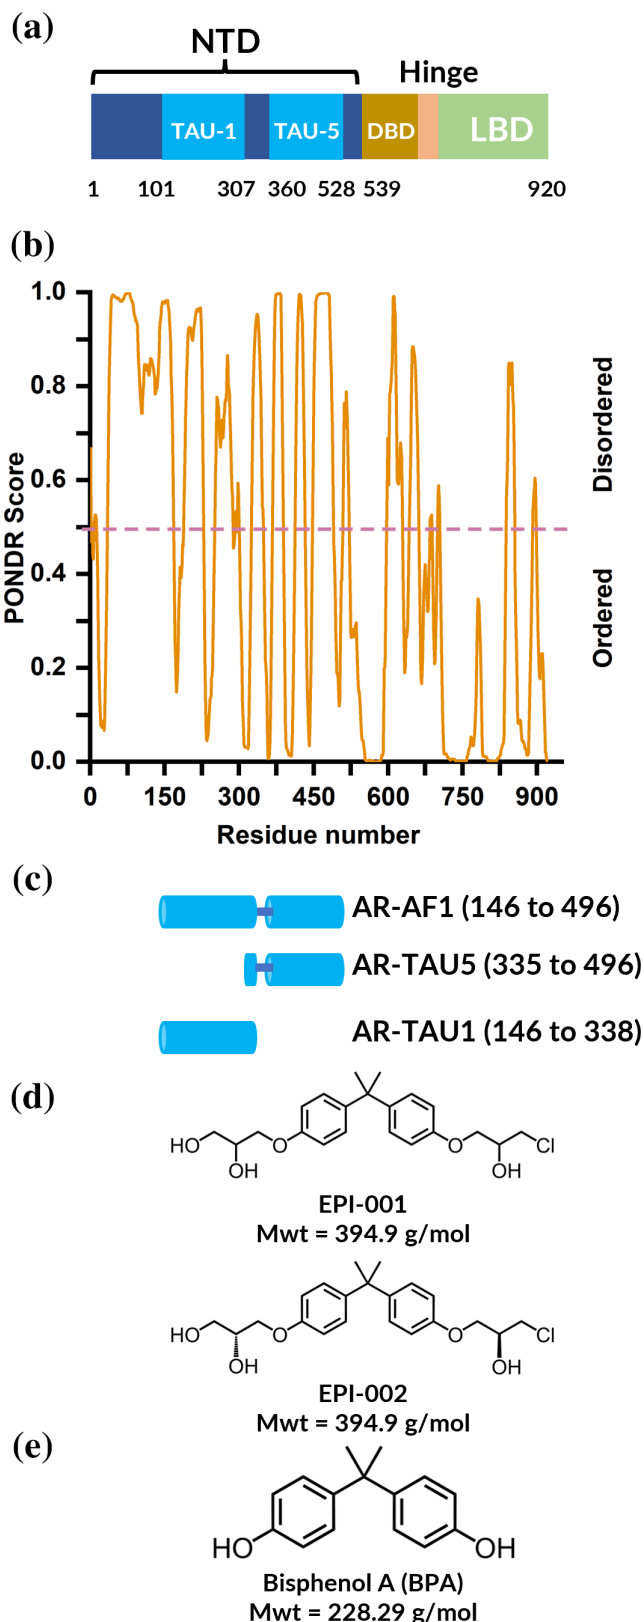 (a)
NTD
Hinge
TAU-1 TAU-5 DBD LBD
1 101 307 360 528 539 920
(b)
1.0
0.8
0.6
0.4
0.2
0.0
PONDR Score
Disordered
Ordered
0 150 300 450 600 750 900
Residue number
(c)
AR-AF1 (146 to 496)
AR-TAU5 (335 to 496)
AR-TAU1 (146 to 338)
(d)
HO OH O O OH Cl
EPI-001
Mwt = 394.9 g/mol
HO OH O O OH Cl
EPI-002
Mwt = 394.9 g/mol
(e)
HO OH
Bisphenol A (BPA)
Mwt = 228.29 g/mol